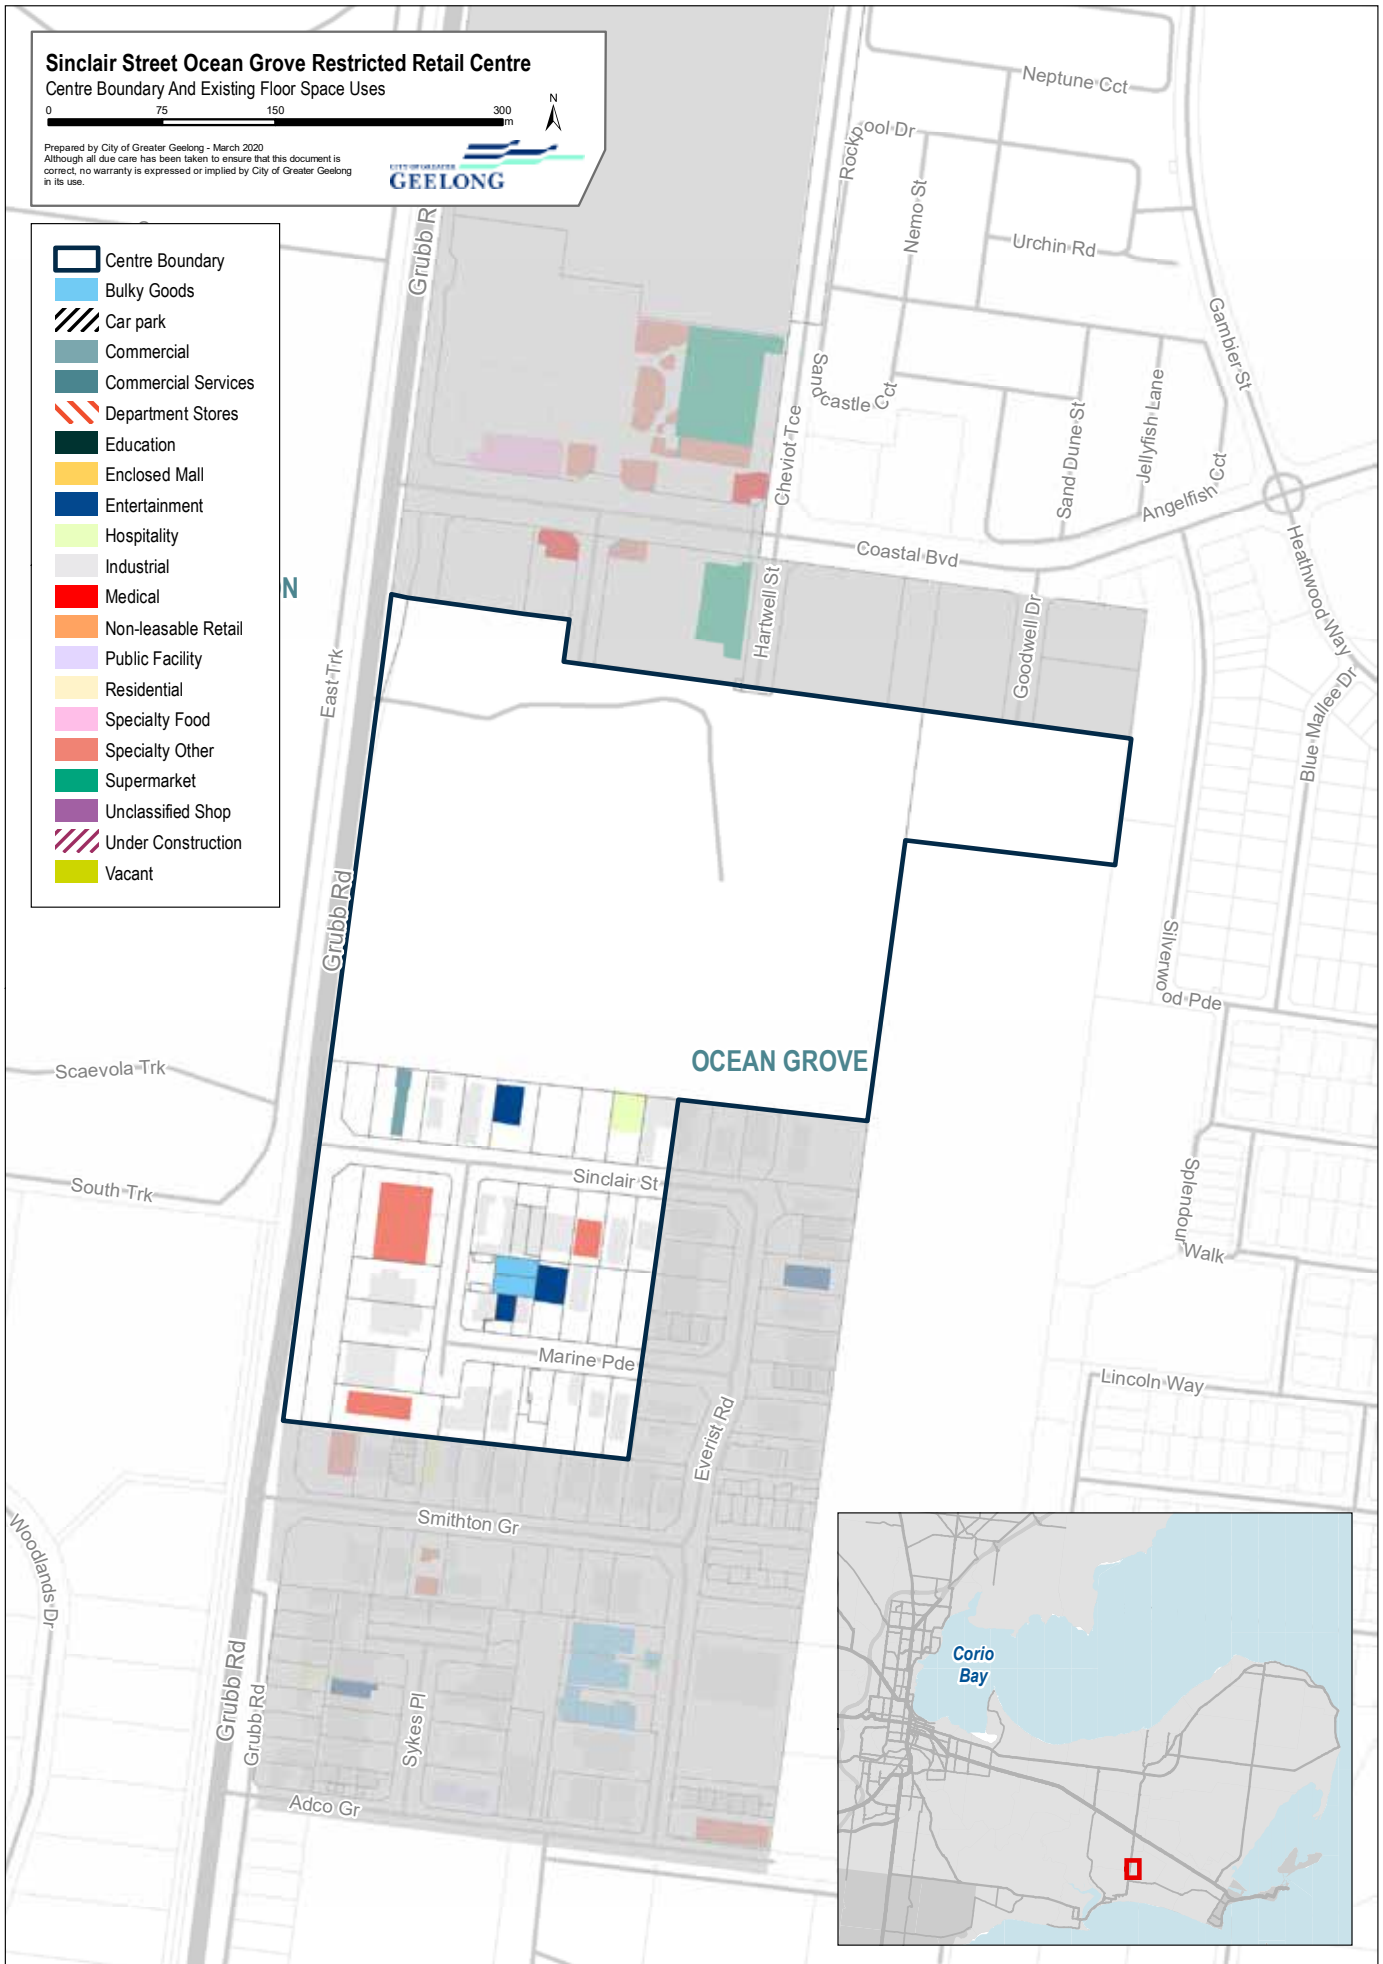 Sinclair Street Ocean Grove Restricted Retail Centre
Centre Boundary And Existing Floor Space Uses
0 75 150 300
m
N
Prepared by City of Greater Geelong - March 2020
Although all due care has been taken to ensure that this document is
correct, no warranty is expressed or implied by City of Greater Geelong
in its use.
CITY OF GREATER
GEELONG
Centre Boundary
Bulky Goods
Car park
Commercial
Commercial Services
Department Stores
Education
Enclosed Mall
Entertainment
Hospitality
Industrial
Medical
Non-leasable Retail
Public Facility
Residential
Specialty Food
Specialty Other
Supermarket
Unclassified Shop
Under Construction
Vacant
Neptune Cct
Rockpool Dr
Nemo St
Urchin Rd
Grubb R
Gambier St
Sandcastle Cct
Cheviot Tce
Sand Dune St
Jellyfish Lane
Angelfish Cct
Coastal Bvd
Heathwood Way
N
Hartwell St
Goodwell Dr
East Trk
Blue Mallee Dr
Grubb Rd
Silverwood Pde
OCEAN GROVE
Scaevola Trk
South Trk
Sinclair St
Splendour Walk
Marine Pde
Lincoln Way
Everist Rd
Smithton Gr
Woodlands Dr
Grubb Rd
Grubb Rd
Sykes Pl
Adco Gr
Corio
Bay